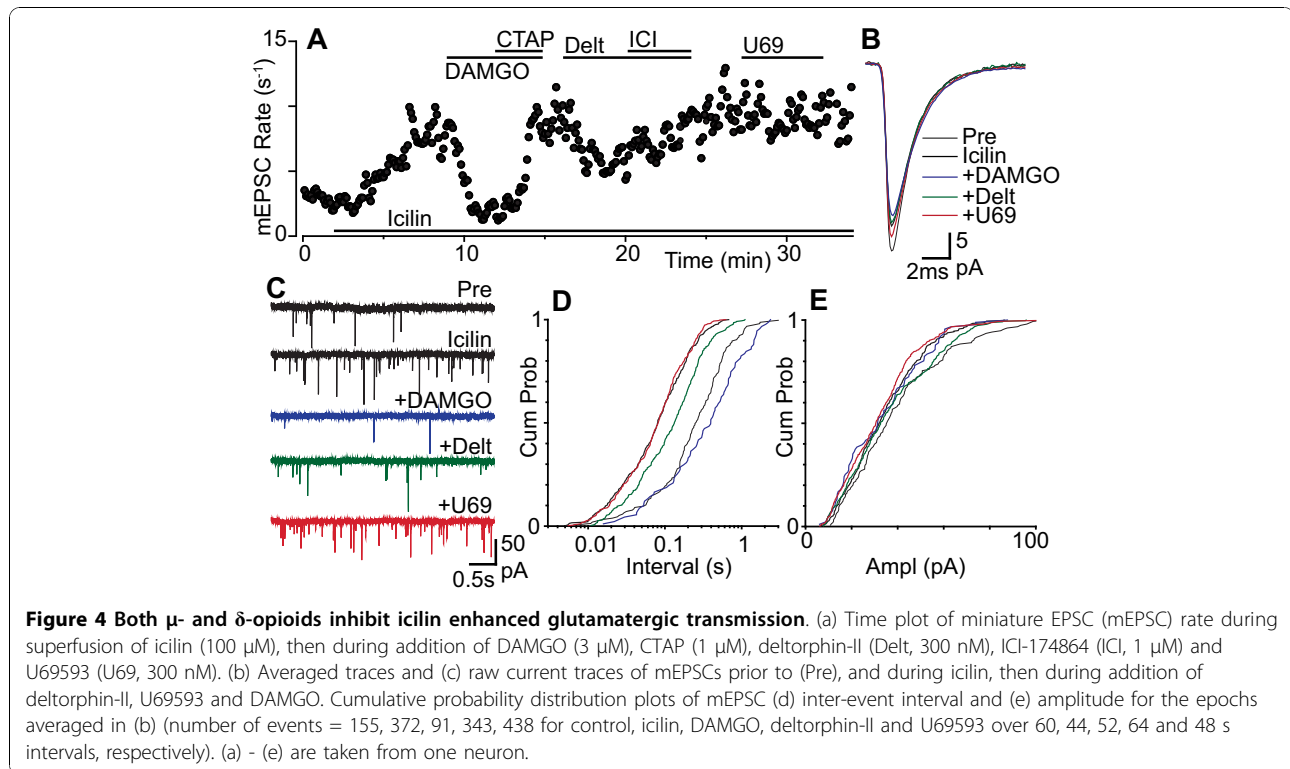 A
15
mEPSC Rate (s-1)
0
CTAP
DAMGO
Delt
ICI
U69
Icilin
0
10
20
30
Time (min)
B
Pre
Icilin
+DAMGO
+Delt
+U69
5
pA
2ms
C
Pre
Icilin
+DAMGO
+Delt
+U69
50
pA
0.5s
D
1
Cum Prob
0
0.01
0.1
1
Interval (s)
E
1
Cum Prob
0
0
100
Ampl (pA)
Figure 4 Both μ- and δ-opioids inhibit icilin enhanced glutamatergic transmission. (a) Time plot of miniature EPSC (mEPSC) rate during
superfusion of icilin (100 μM), then during addition of DAMGO (3 μM), CTAP (1 μM), deltorphin-II (Delt, 300 nM), ICI-174864 (ICI, 1 μM) and
U69593 (U69, 300 nM). (b) Averaged traces and (c) raw current traces of mEPSCs prior to (Pre), and during icilin, then during addition of
deltorphin-II, U69593 and DAMGO. Cumulative probability distribution plots of mEPSC (d) inter-event interval and (e) amplitude for the epochs
averaged in (b) (number of events = 155, 372, 91, 343, 438 for control, icilin, DAMGO, deltorphin-II and U69593 over 60, 44, 52, 64 and 48 s
intervals, respectively). (a) - (e) are taken from one neuron.